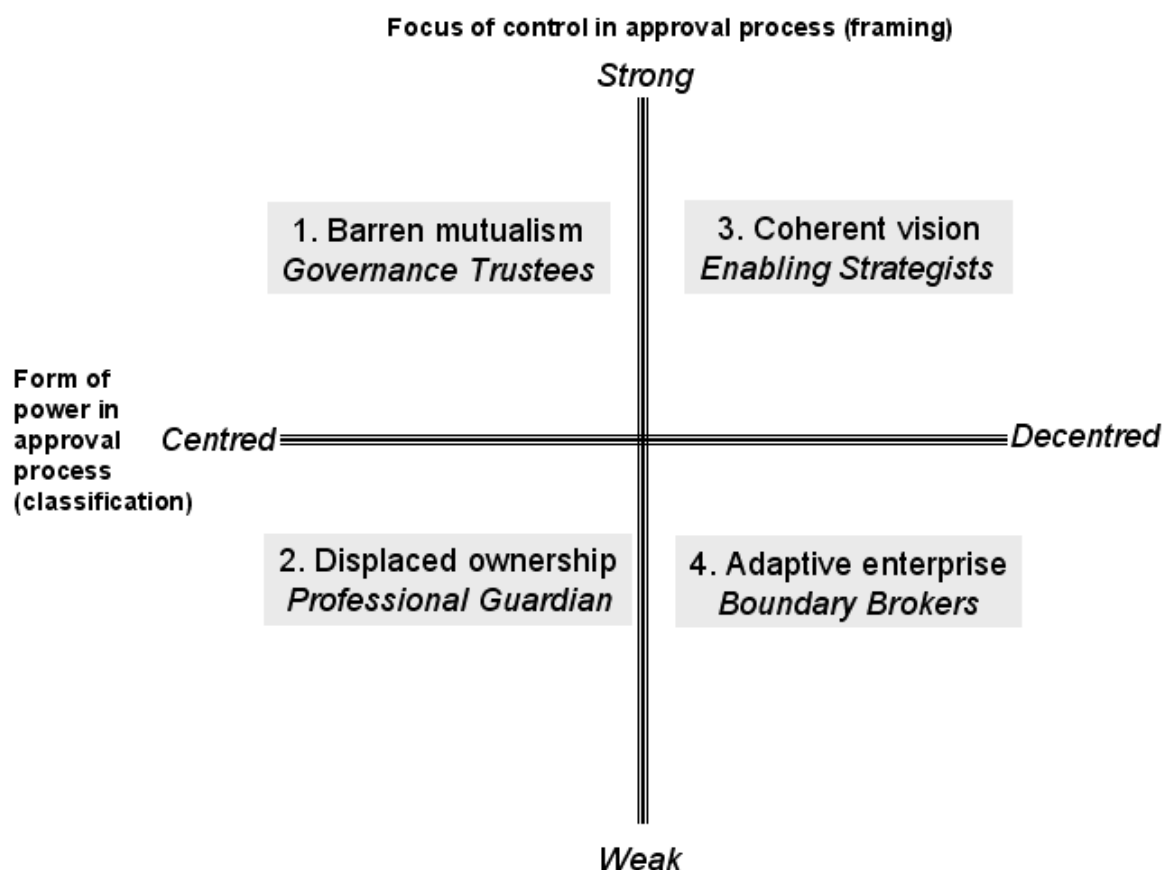 Focus of control in approval process (framing)
Strong
1. Barren mutualism
Governance Trustees
3. Coherent vision
Enabling Strategists
Form of
power in
approval
process
(classification)
Centred
Decentred
2. Displaced ownership
Professional Guardian
4. Adaptive enterprise
Boundary Brokers
Weak